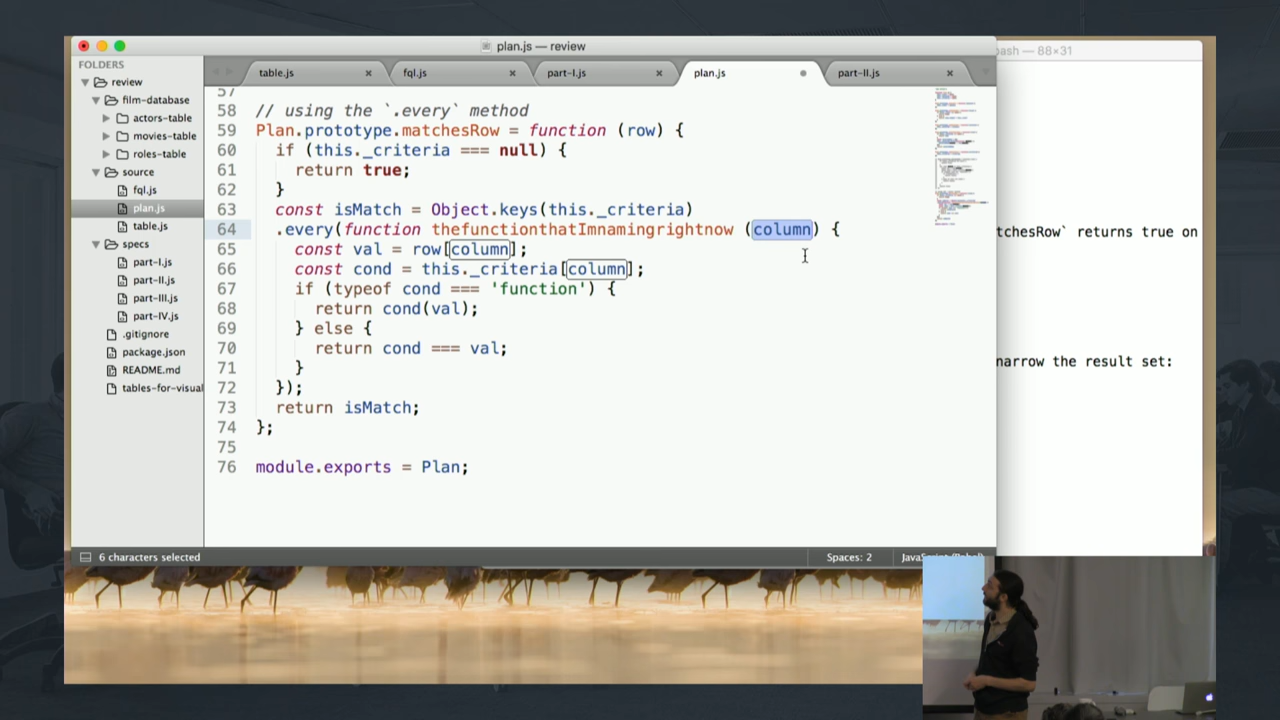 plan.js — review
bash — 88×31
FOLDERS
review
film-database
actors-table
movies-table
roles-table
source
fql.js
plan.js
table.js
specs
part-I.js
part-II.js
part-III.js
part-IV.js
.gitignore
package.json
README.md
tables-for-visual
table.js
fql.js
part-I.js
plan.js
part-II.js
57
58 // using the `.every` method
59 Plan.prototype.matchesRow = function (row) {
60 if (this._criteria === null) {
61 return true;
62 }
63 const isMatch = Object.keys(this._criteria)
64 .every(function thefunctionthatImnamingrightnow (column) {
65 const val = row[column];
66 const cond = this._criteria[column];
67 if (typeof cond === 'function') {
68 return cond(val);
69 } else {
70 return cond === val;
71 }
72 });
73 return isMatch;
74 };
75
76 module.exports = Plan;
tchesRow` returns true on
narrow the result set:
6 characters selected
Spaces: 2